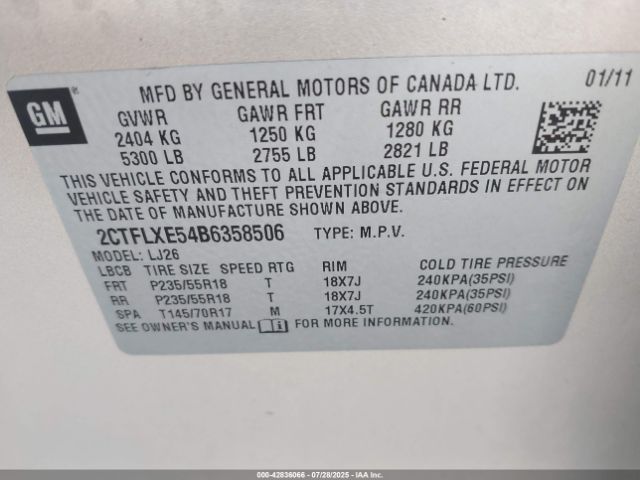 GM
MFD BY GENERAL MOTORS OF CANADA LTD. 01/11
GVWR GAWR FRT GAWR RR
2404 KG 1250 KG 1280 KG
5300 LB 2755 LB 2821 LB
THIS VEHICLE CONFORMS TO ALL APPLICABLE U.S. FEDERAL MOTOR
VEHICLE SAFETY AND THEFT PREVENTION STANDARDS IN EFFECT ON
THE DATE OF MANUFACTURE SHOWN ABOVE.
2CTFLXE54B6358506 TYPE: M.P.V.
MODEL: LJ26
LBCB TIRE SIZE SPEED RTG RIM COLD TIRE PRESSURE
FRT P235/55R18 T 18X7J 240KPA(35PSI)
RR P235/55R18 T 18X7J 240KPA(35PSI)
SPA T145/70R17 M 17X4.5T 420KPA(60PSI)
SEE OWNER'S MANUAL FOR MORE INFORMATION.
000-42836066 - 07/28/2025 - IAA Inc.